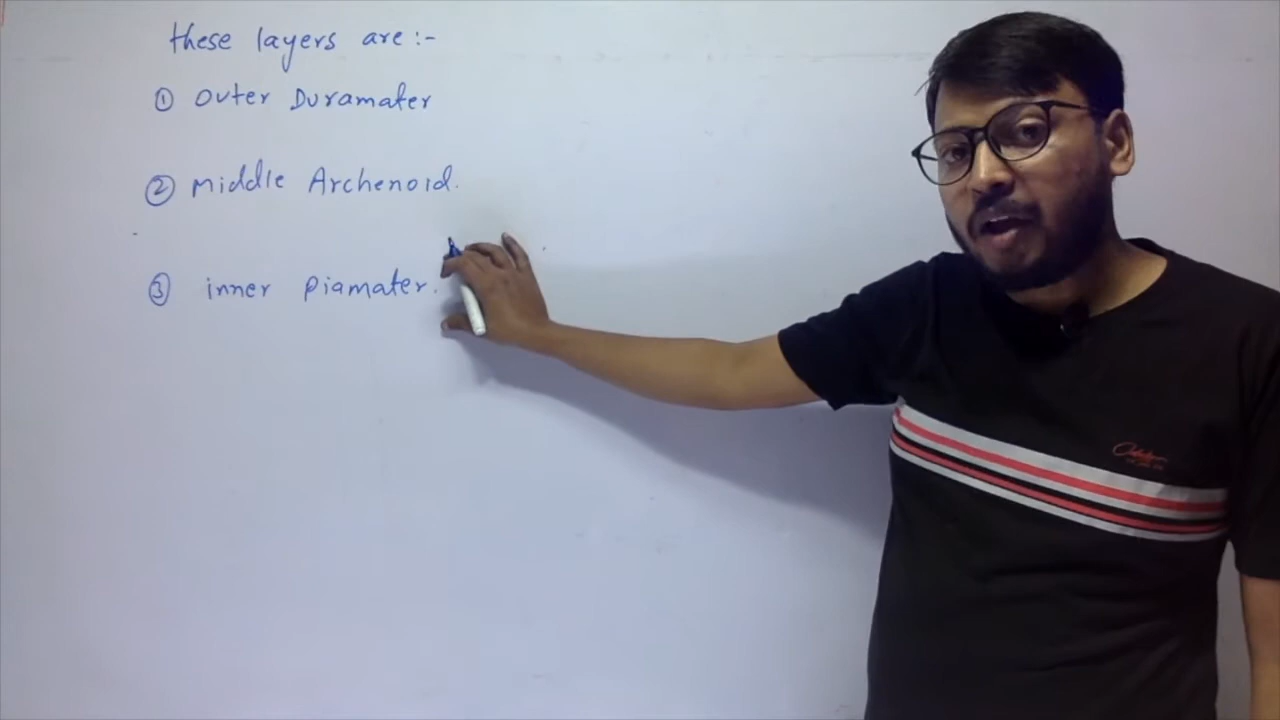 these layers are :-
① Outer Duramater
② Middle Archenoid.
③ inner piamater.